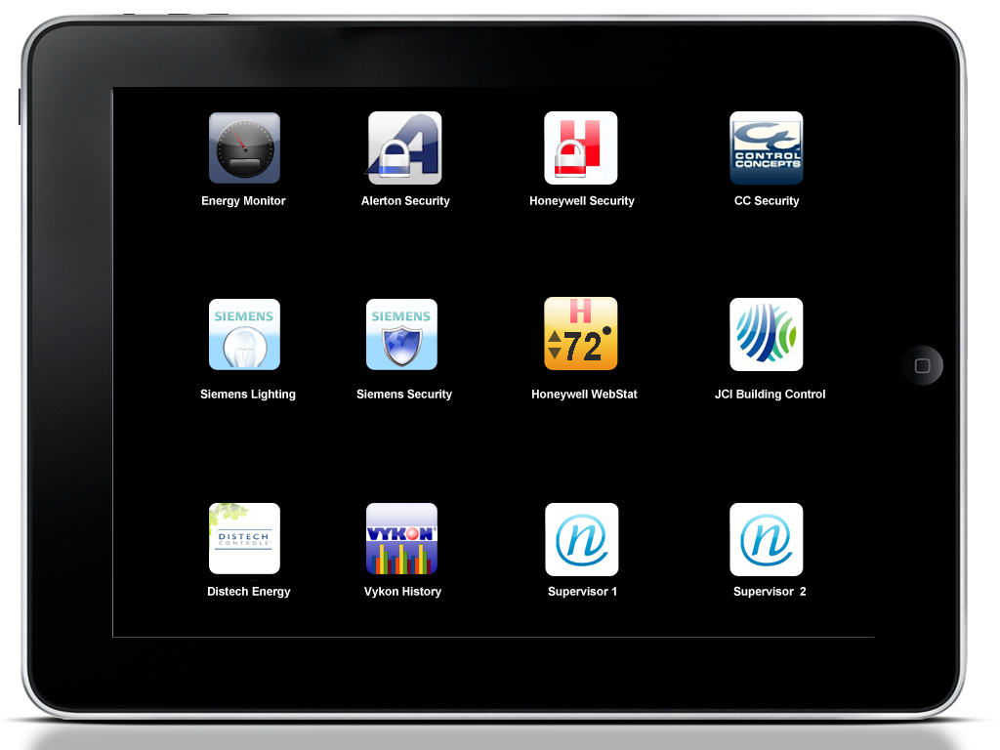 CONTROL
CONCEPTS
Energy Monitor
Alerton Security
Honeywell Security
CC Security
SIEMENS
SIEMENS
H
72°
Siemens Lighting
Siemens Security
Honeywell WebStat
JCI Building Control
DISTECH
CONTROLS
VYKON
n
n
Distech Energy
Vykon History
Supervisor 1
Supervisor  2